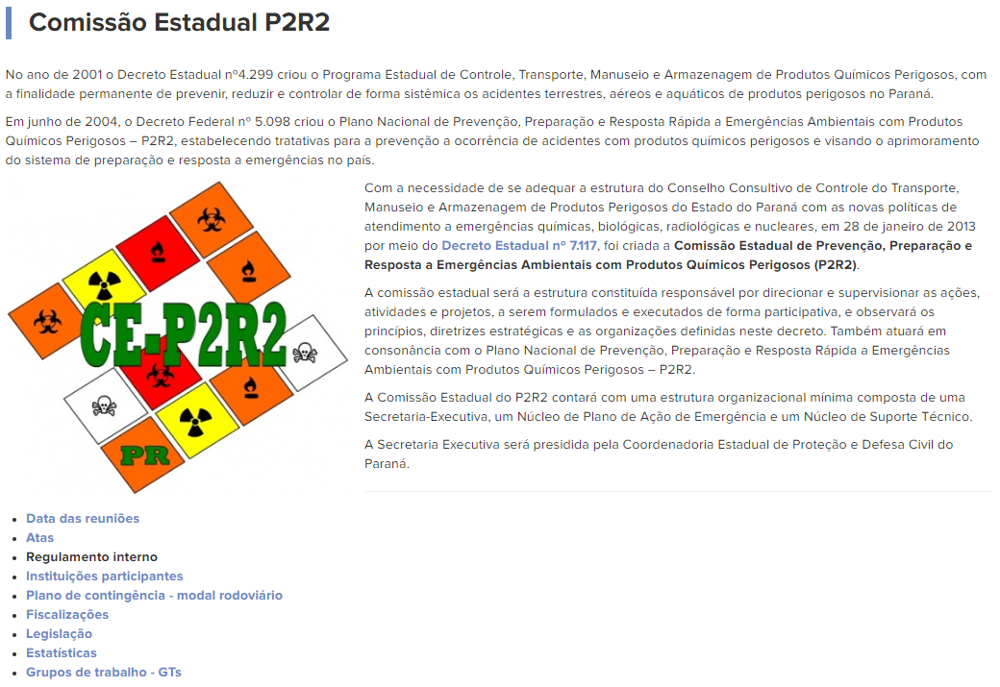 Comissão Estadual P2R2
No ano de 2001 o Decreto Estadual nº4.299 criou o Programa Estadual de Controle, Transporte, Manuseio e Armazenagem de Produtos Químicos Perigosos, com
a finalidade permanente de prevenir, reduzir e controlar de forma sistêmica os acidentes terrestres, aéreos e aquáticos de produtos perigosos no Paraná.
Em junho de 2004, o Decreto Federal nº 5.098 criou o Plano Nacional de Prevenção, Preparação e Resposta Rápida a Emergências Ambientais com Produtos
Químicos Perigosos – P2R2, estabelecendo tratativas para a prevenção a ocorrência de acidentes com produtos químicos perigosos e visando o aprimoramento
do sistema de preparação e resposta a emergências no país.
Com a necessidade de se adequar a estrutura do Conselho Consultivo de Controle do Transporte,
Manuseio e Armazenagem de Produtos Perigosos do Estado do Paraná com as novas políticas de
atendimento a emergências químicas, biológicas, radiológicas e nucleares, em 28 de janeiro de 2013
por meio do Decreto Estadual nº 7.117, foi criada a Comissão Estadual de Prevenção, Preparação e
Resposta a Emergências Ambientais com Produtos Químicos Perigosos (P2R2).
A comissão estadual será a estrutura constituída responsável por direcionar e supervisionar as ações,
atividades e projetos, a serem formulados e executados de forma participativa, e observará os
princípios, diretrizes estratégicas e as organizações definidas neste decreto. Também atuará em
consonância com o Plano Nacional de Prevenção, Preparação e Resposta Rápida a Emergências
Ambientais com Produtos Químicos Perigosos – P2R2.
A Comissão Estadual do P2R2 contará com uma estrutura organizacional mínima composta de uma
Secretaria-Executiva, um Núcleo de Plano de Ação de Emergência e um Núcleo de Suporte Técnico.
A Secretaria Executiva será presidida pela Coordenadoria Estadual de Proteção e Defesa Civil do
Paraná.
CE-P2R2
PR
Data das reuniões
Atas
Regulamento interno
Instituições participantes
Plano de contingência - modal rodoviário
Fiscalizações
Legislação
Estatísticas
Grupos de trabalho - GTs